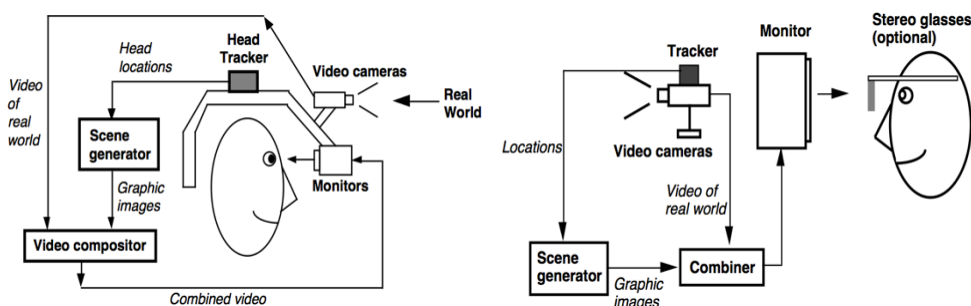 Head
Tracker
Head
locations
Video cameras
Real
World
Video
of
real
world
Scene
generator
Monitors
Graphic
images
Video compositor
Combined video
Stereo glasses
(optional)
Monitor
Tracker
Locations
Video cameras
Video of
real world
Scene
generator
Combiner
Graphic
images